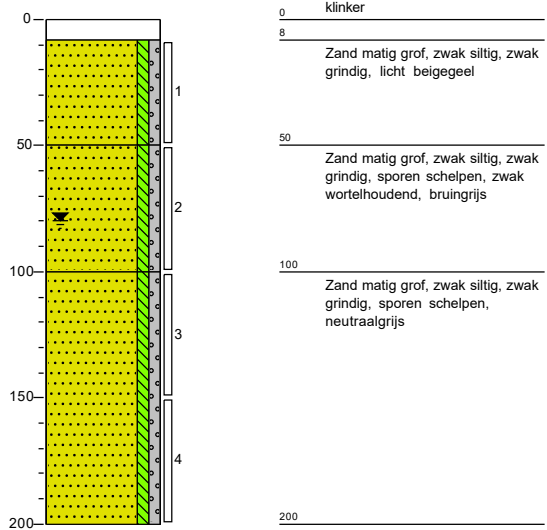 0
50
100
150
200
1
2
3
4
0
klinker
8
Zand matig grof, zwak siltig, zwak
grindig, licht beigegeel
50
Zand matig grof, zwak siltig, zwak
grindig, sporen schelpen, zwak
wortelhoudend, bruingrijs
100
Zand matig grof, zwak siltig, zwak
grindig, sporen schelpen,
neutraalgrijs
200